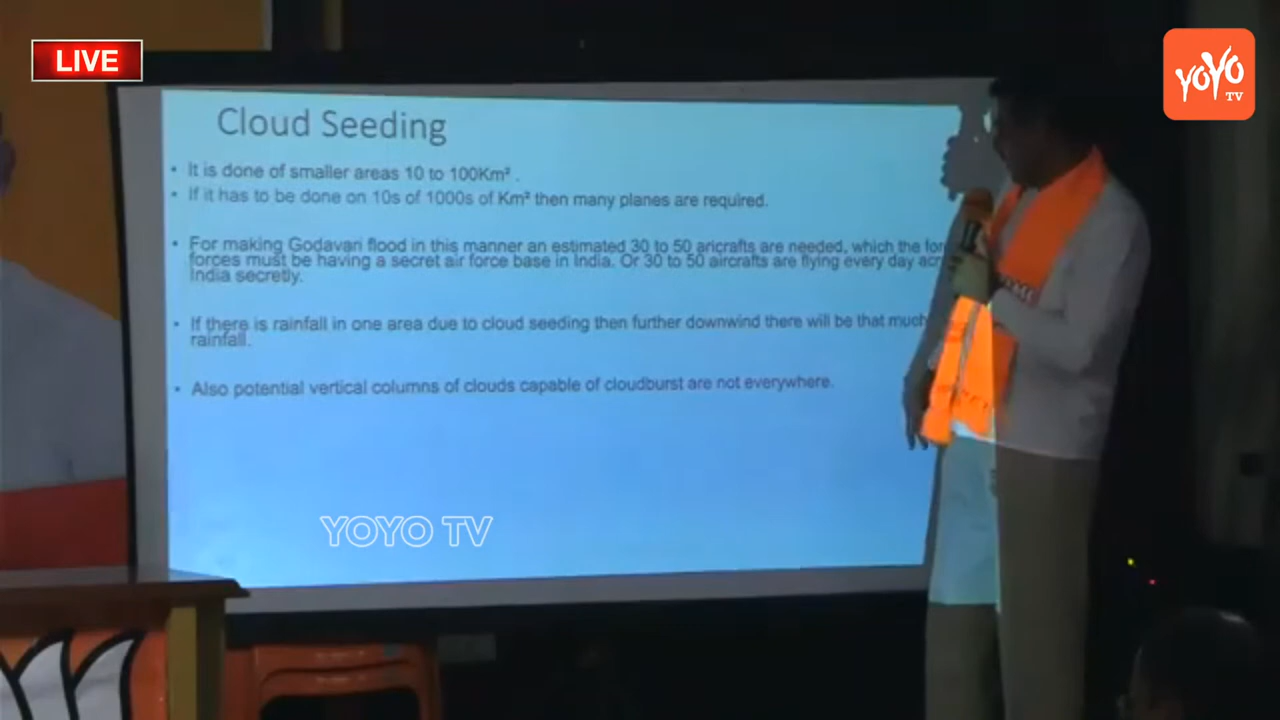 LIVE
YOYO
TV
Cloud Seeding
• It is done of smaller areas 10 to 100Km² .
• If it has to be done on 10s of 1000s of Km² then many planes are required.
• For making Godavari flood in this manner an estimated 30 to 50 aricrafts are needed, which the
forces must be having a secret air force base in India. Or 30 to 50 aircrafts are flying every day
India secretly.
• If there is rainfall in one area due to cloud seeding then further downwind there will be that much
rainfall.
• Also potential vertical columns of clouds capable of cloudburst are not everywhere.
YOYO TV